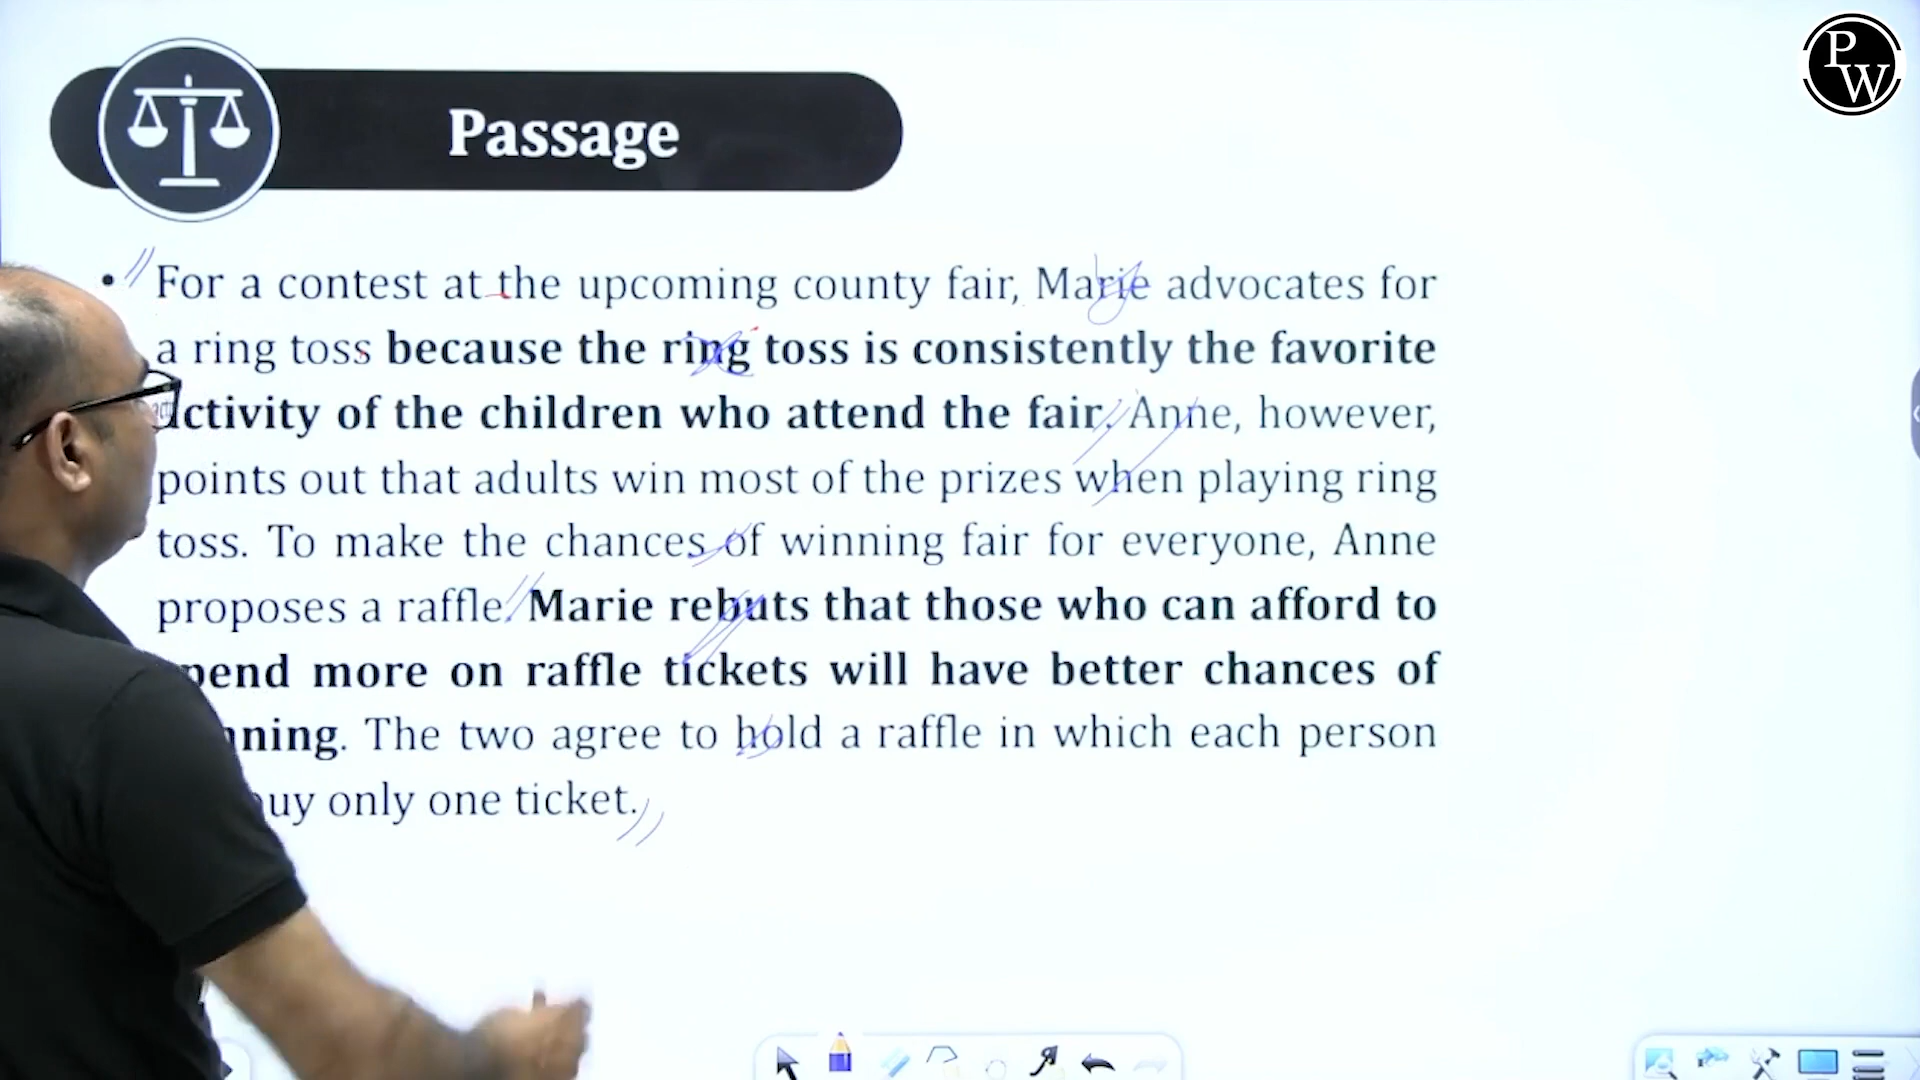 PW
Passage
• For a contest at the upcoming county fair, Marie advocates for
a ring toss because the ring toss is consistently the favorite
activity of the children who attend the fair. Anne, however,
points out that adults win most of the prizes when playing ring
toss. To make the chances of winning fair for everyone, Anne
proposes a raffle. Marie rebuts that those who can afford to
pend more on raffle tickets will have better chances of
nning. The two agree to hold a raffle in which each person
buy only one ticket.